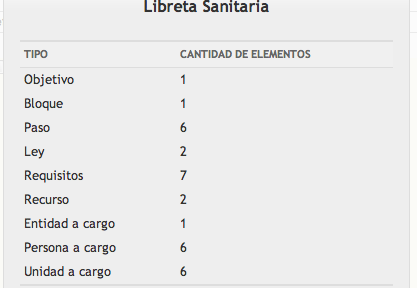 Libreta Sanitaria
TIPO CANTIDAD DE ELEMENTOS
Objetivo 1
Bloque 1
Paso 6
Ley 2
Requisitos 7
Recurso 2
Entidad a cargo 1
Persona a cargo 6
Unidad a cargo 6